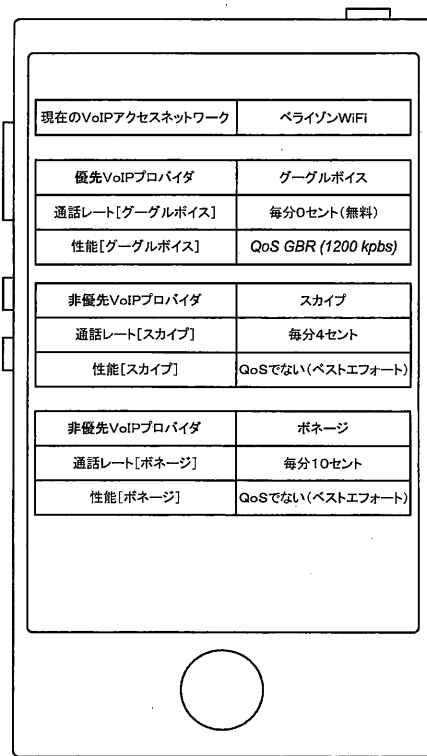 現在のVoIPアクセスネットワーク ベライゾンWiFi
優先VoIPプロバイダ グーグルボイス
通話レート[グーグルボイス] 毎分0セント(無料)
性能[グーグルボイス] QoS GBR (1200 kpbs)
非優先VoIPプロバイダ スカイプ
通話レート[スカイプ] 毎分4セント
性能[スカイプ] QoSでない(ベストエフォート)
非優先VoIPプロバイダ ボネージ
通話レート[ボネージ] 毎分10セント
性能[ボネージ] QoSでない(ベストエフォート)